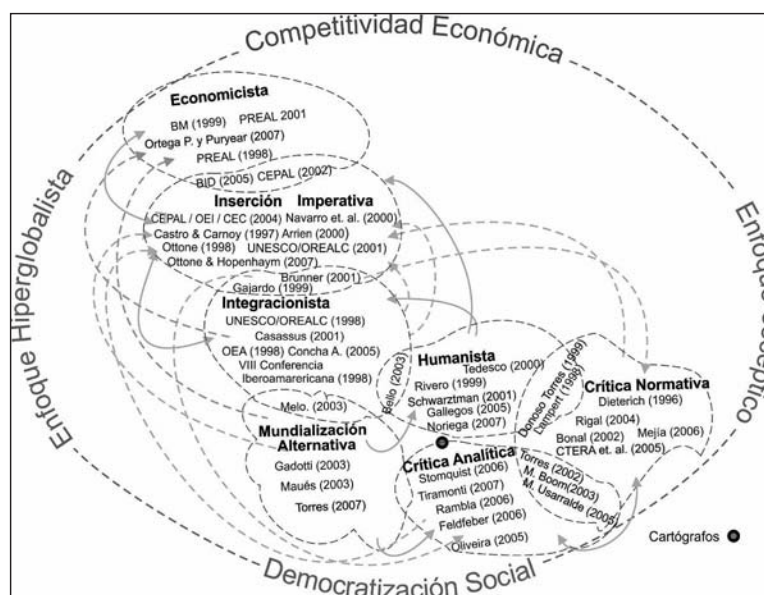 Competitividad Económica
Enfoque Hiperglobalista
Economicista
BM (1999) PREAL 2001
Ortega P. y Puryear (2007)
PREAL (1998)
BID (2005) CEPAL (2002)
Inserción Imperativa
CEPAL / OEI / CEC (2004) Navarro et. al. (2000)
Castro & Carnoy (1997) Arrien (2000)
Ottone (1998) UNESCO/OREALC (2001)
Ottone & Hopenhaym (2007)
Brunner (2001)
Gajardo (1999)
Integracionista
UNESCO/OREALC (1998)
Casassus (2001)
OEA (1998) Concha A. (2005)
VIII Conferencia
Iberoamarericana (1998)
Bello (2003)
Melo. (2003)
Mundialización
Alternativa
Gadotti (2003)
Maués (2003)
Torres (2007)
Humanista
Tedesco (2000)
Rivero (1999)
Schwarztman (2001)
Gallegos (2005)
Noriega (2007)
Donoso Torres (1999)
Lampert (1998)
Crítica Normativa
Dieterich (1996)
Rigal (2004)
Bonal (2002) Mejía (2006)
CTERA et. al. (2005)
Crítica Analítica
Stomquist (2006)
Tiramonti (2007)
Rambla (2006)
Feldfeber (2006)
Oliveira (2005)
Torres (2002)
M. Boom(2003)
M. Usarralde (2005)
Cartógrafos
Enfoque Escéptico
Democratización Social